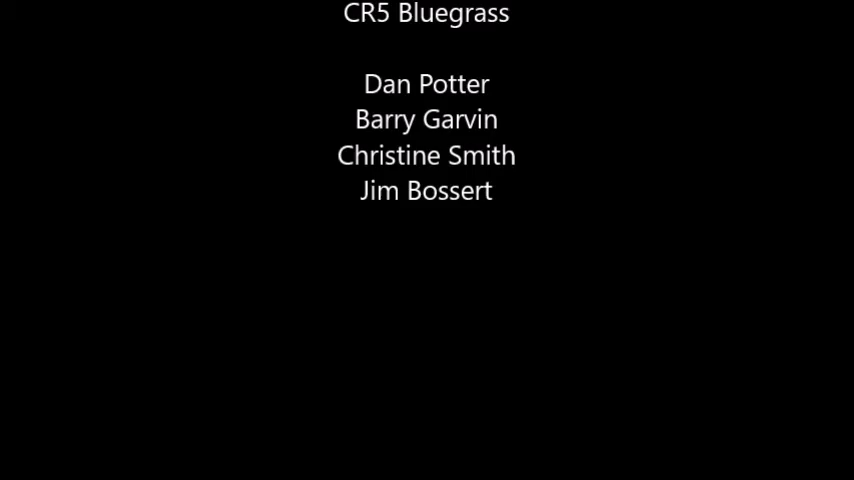 CR5 Bluegrass
Dan Potter
Barry Garvin
Christine Smith
Jim Bossert